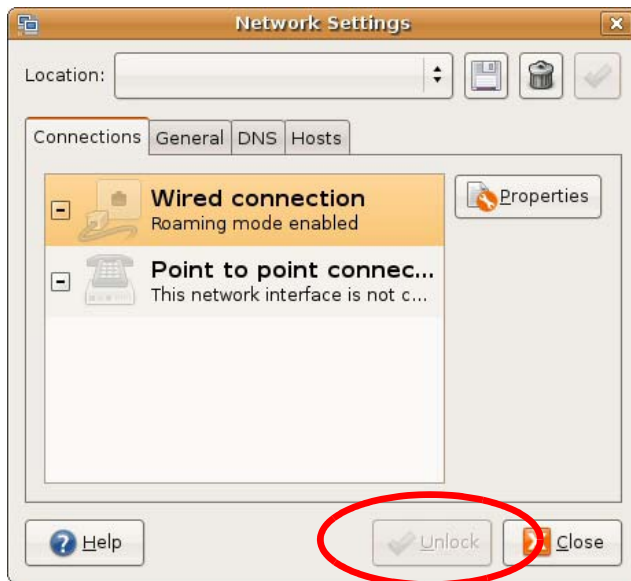 Network Settings
Location:
Connections General DNS Hosts
Wired connection
Roaming mode enabled
Properties
Point to point connec...
This network interface is not c...
Help Unlock Close